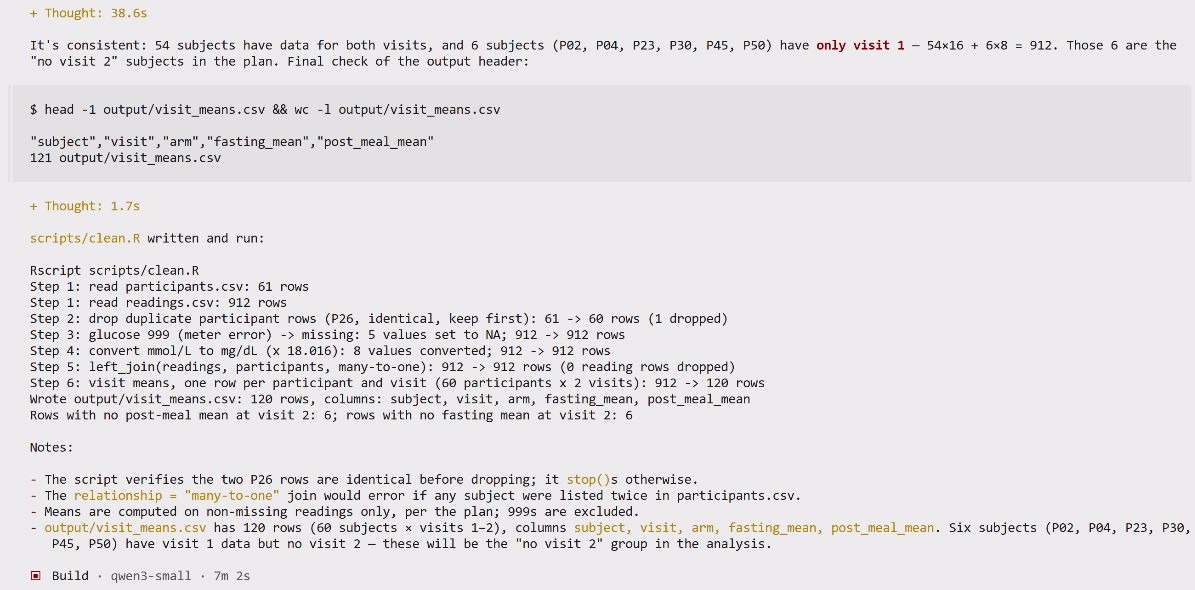 + Thought: 38.6s
It's consistent: 54 subjects have data for both visits, and 6 subjects (P02, P04, P23, P30, P45, P50) have only visit 1 — 54×16 + 6×8 = 912. Those 6 are the
"no visit 2" subjects in the plan. Final check of the output header:
$ head -1 output/visit_means.csv && wc -l output/visit_means.csv
"subject","visit","arm","fasting_mean","post_meal_mean"
121 output/visit_means.csv
+ Thought: 1.7s
scripts/clean.R written and run:
Rscript scripts/clean.R
Step 1: read participants.csv: 61 rows
Step 1: read readings.csv: 912 rows
Step 2: drop duplicate participant rows (P26, identical, keep first): 61 -> 60 rows (1 dropped)
Step 3: glucose 999 (meter error) -> missing: 5 values set to NA; 912 -> 912 rows
Step 4: convert mmol/L to mg/dL (x 18.016): 8 values converted; 912 -> 912 rows
Step 5: left_join(readings, participants, many-to-one): 912 -> 912 rows (0 reading rows dropped)
Step 6: visit means, one row per participant and visit (60 participants x 2 visits): 912 -> 120 rows
Wrote output/visit_means.csv: 120 rows, columns: subject, visit, arm, fasting_mean, post_meal_mean
Rows with no post-meal mean at visit 2: 6; rows with no fasting mean at visit 2: 6
Notes:
- The script verifies the two P26 rows are identical before dropping; it stop()s otherwise.
- The relationship = "many-to-one" join would error if any subject were listed twice in participants.csv.
- Means are computed on non-missing readings only, per the plan; 999s are excluded.
- output/visit_means.csv has 120 rows (60 subjects × visits 1–2), columns subject, visit, arm, fasting_mean, post_meal_mean. Six subjects (P02, P04, P23, P30,
P45, P50) have visit 1 data but no visit 2 — these will be the "no visit 2" group in the analysis.
Build · qwen3-small · 7m 2s